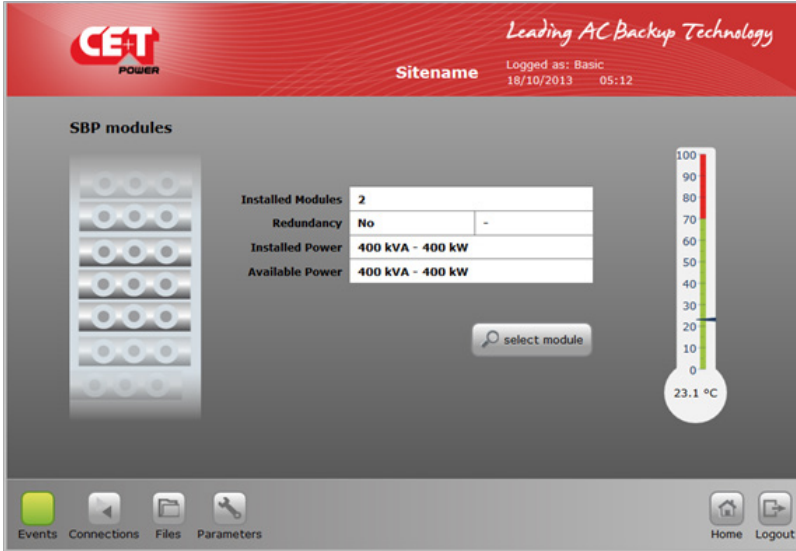 CE+T
POWER
Leading AC Backup Technology
Sitename
Logged as: Basic
18/10/2013 05:12
SBP modules
Installed Modules 2
Redundancy No -
Installed Power 400 kVA - 400 kW
Available Power 400 kVA - 400 kW
select module
100
90
80
70
60
50
40
30
20
10
0
23.1 °C
Events Connections Files Parameters Home Logout